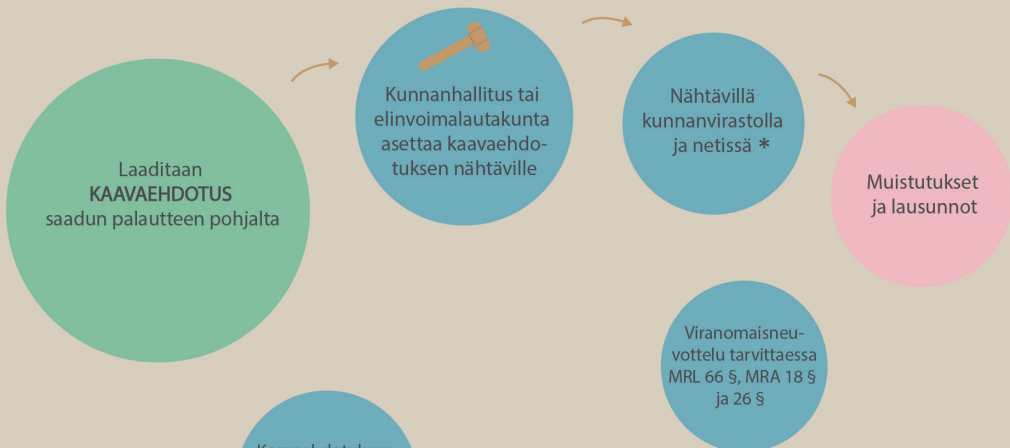 Laaditaan
KAAVAEHDOTUS
saadun palautteen pohjalta
Kunnanhallitus tai
elinvoimalautakunta
asettaa kaavaehdo-
tuksen nähtäville
Nähtävillä
kunnanvirastolla
ja netissä *
Muistutukset
ja lausunnot
Viranomaisneu-
vottelu tarvittaessa
MRL 66 §, MRA 18 §
ja 26 §